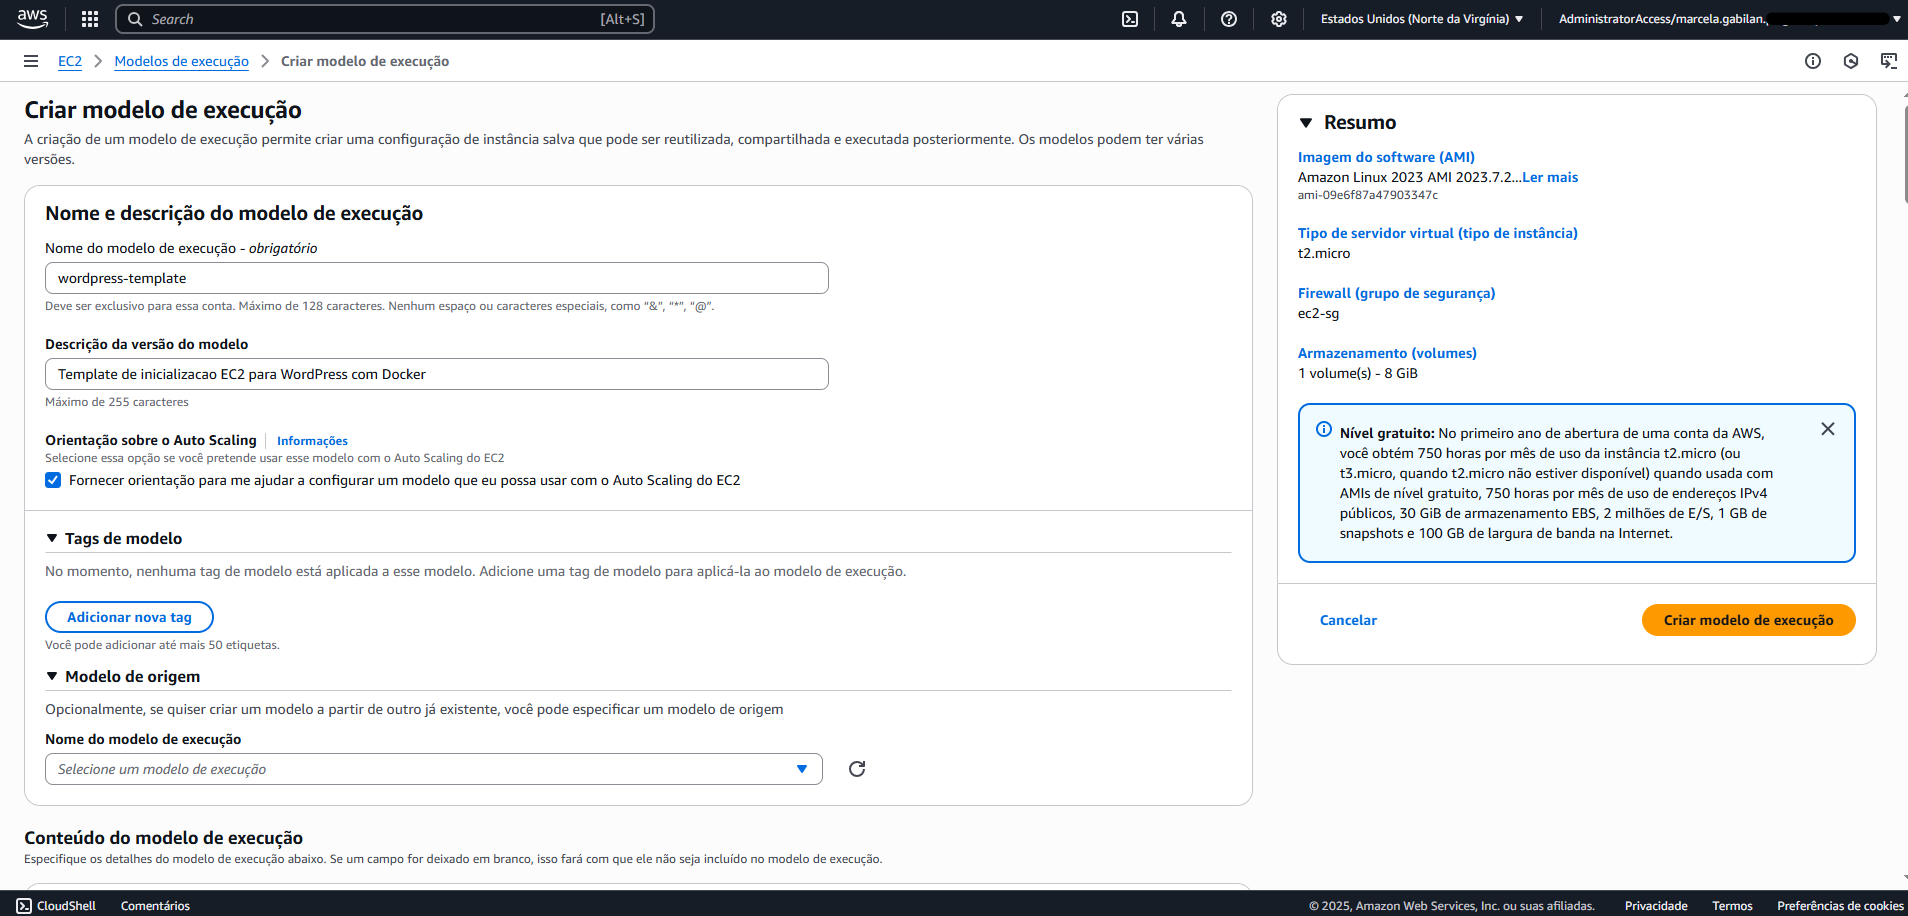 aws
Search
[Alt+S]
Estados Unidos (Norte da Virgínia)
AdministratorAccess/marcela.gabilan.
EC2
Modelos de execução
Criar modelo de execução
Criar modelo de execução
A criação de um modelo de execução permite criar uma configuração de instância salva que pode ser reutilizada, compartilhada e executada posteriormente. Os modelos podem ter várias
versões.
Nome e descrição do modelo de execução
Nome do modelo de execução - obrigatório
wordpress-template
Deve ser exclusivo para essa conta. Máximo de 128 caracteres. Nenhum espaço ou caracteres especiais, como “&”, “*”, “@”.
Descrição da versão do modelo
Template de inicializacao EC2 para WordPress com Docker
Máximo de 255 caracteres
Orientação sobre o Auto Scaling
Informações
Selecione essa opção se você pretende usar esse modelo com o Auto Scaling do EC2
Fornecer orientação para me ajudar a configurar um modelo que eu possa usar com o Auto Scaling do EC2
Tags de modelo
No momento, nenhuma tag de modelo está aplicada a esse modelo. Adicione uma tag de modelo para aplicá-la ao modelo de execução.
Adicionar nova tag
Você pode adicionar até mais 50 etiquetas.
Modelo de origem
Opcionalmente, se quiser criar um modelo a partir de outro já existente, você pode especificar um modelo de origem
Nome do modelo de execução
Selecione um modelo de execução
Conteúdo do modelo de execução
Especifique os detalhes do modelo de execução abaixo. Se um campo for deixado em branco, isso fará com que ele não seja incluído no modelo de execução.
Resumo
Imagem do software (AMI)
Amazon Linux 2023 AMI 2023.7.2...Ler mais
ami-09e6f87a47903347c
Tipo de servidor virtual (tipo de instância)
t2.micro
Firewall (grupo de segurança)
ec2-sg
Armazenamento (volumes)
1 volume(s) - 8 GiB
Nível gratuito: No primeiro ano de abertura de uma conta da AWS,
você obtém 750 horas por mês de uso da instância t2.micro (ou
t3.micro, quando t2.micro não estiver disponível) quando usada com
AMIs de nível gratuito, 750 horas por mês de uso de endereços IPv4
públicos, 30 GiB de armazenamento EBS, 2 milhões de E/S, 1 GB de
snapshots e 100 GB de largura de banda na Internet.
Cancelar
Criar modelo de execução
CloudShell
Comentários
© 2025, Amazon Web Services, Inc. ou suas afiliadas.
Privacidade
Termos
Preferências de cookies